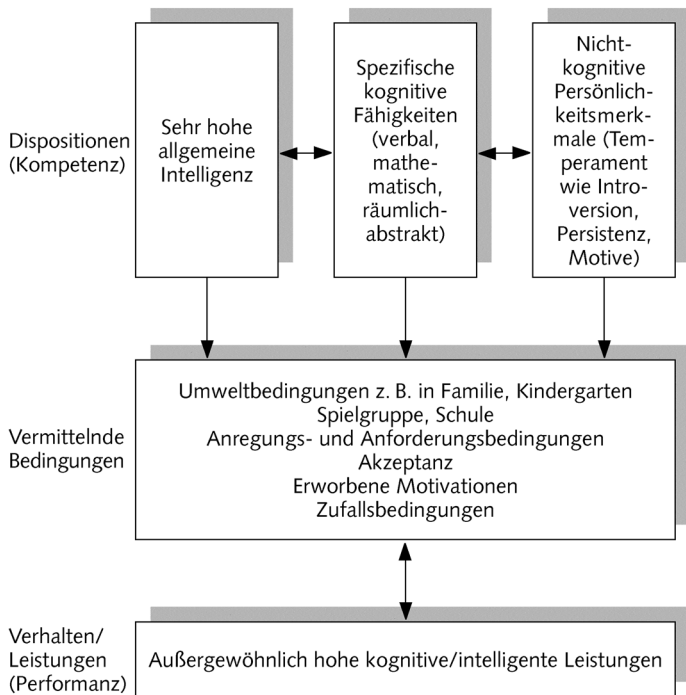 Dispositionen
(Kompetenz)
Sehr hohe
allgemeine
Intelligenz
Spezifische
kognitive
Fähigkeiten
(verbal,
mathe-
matisch,
räumlich-
abstrakt)
Nicht-
kognitive
Persönlich-
keitsmerk-
male (Tem-
perament
wie Intro-
version,
Persistenz,
Motive)
Vermittelnde
Bedingungen
Umweltbedingungen z. B. in Familie, Kindergarten
Spielgruppe, Schule
Anregungs- und Anforderungsbedingungen
Akzeptanz
Erworbene Motivationen
Zufallsbedingungen
Verhalten/
Leistungen
(Performanz)
Außergewöhnlich hohe kognitive/intelligente Leistungen